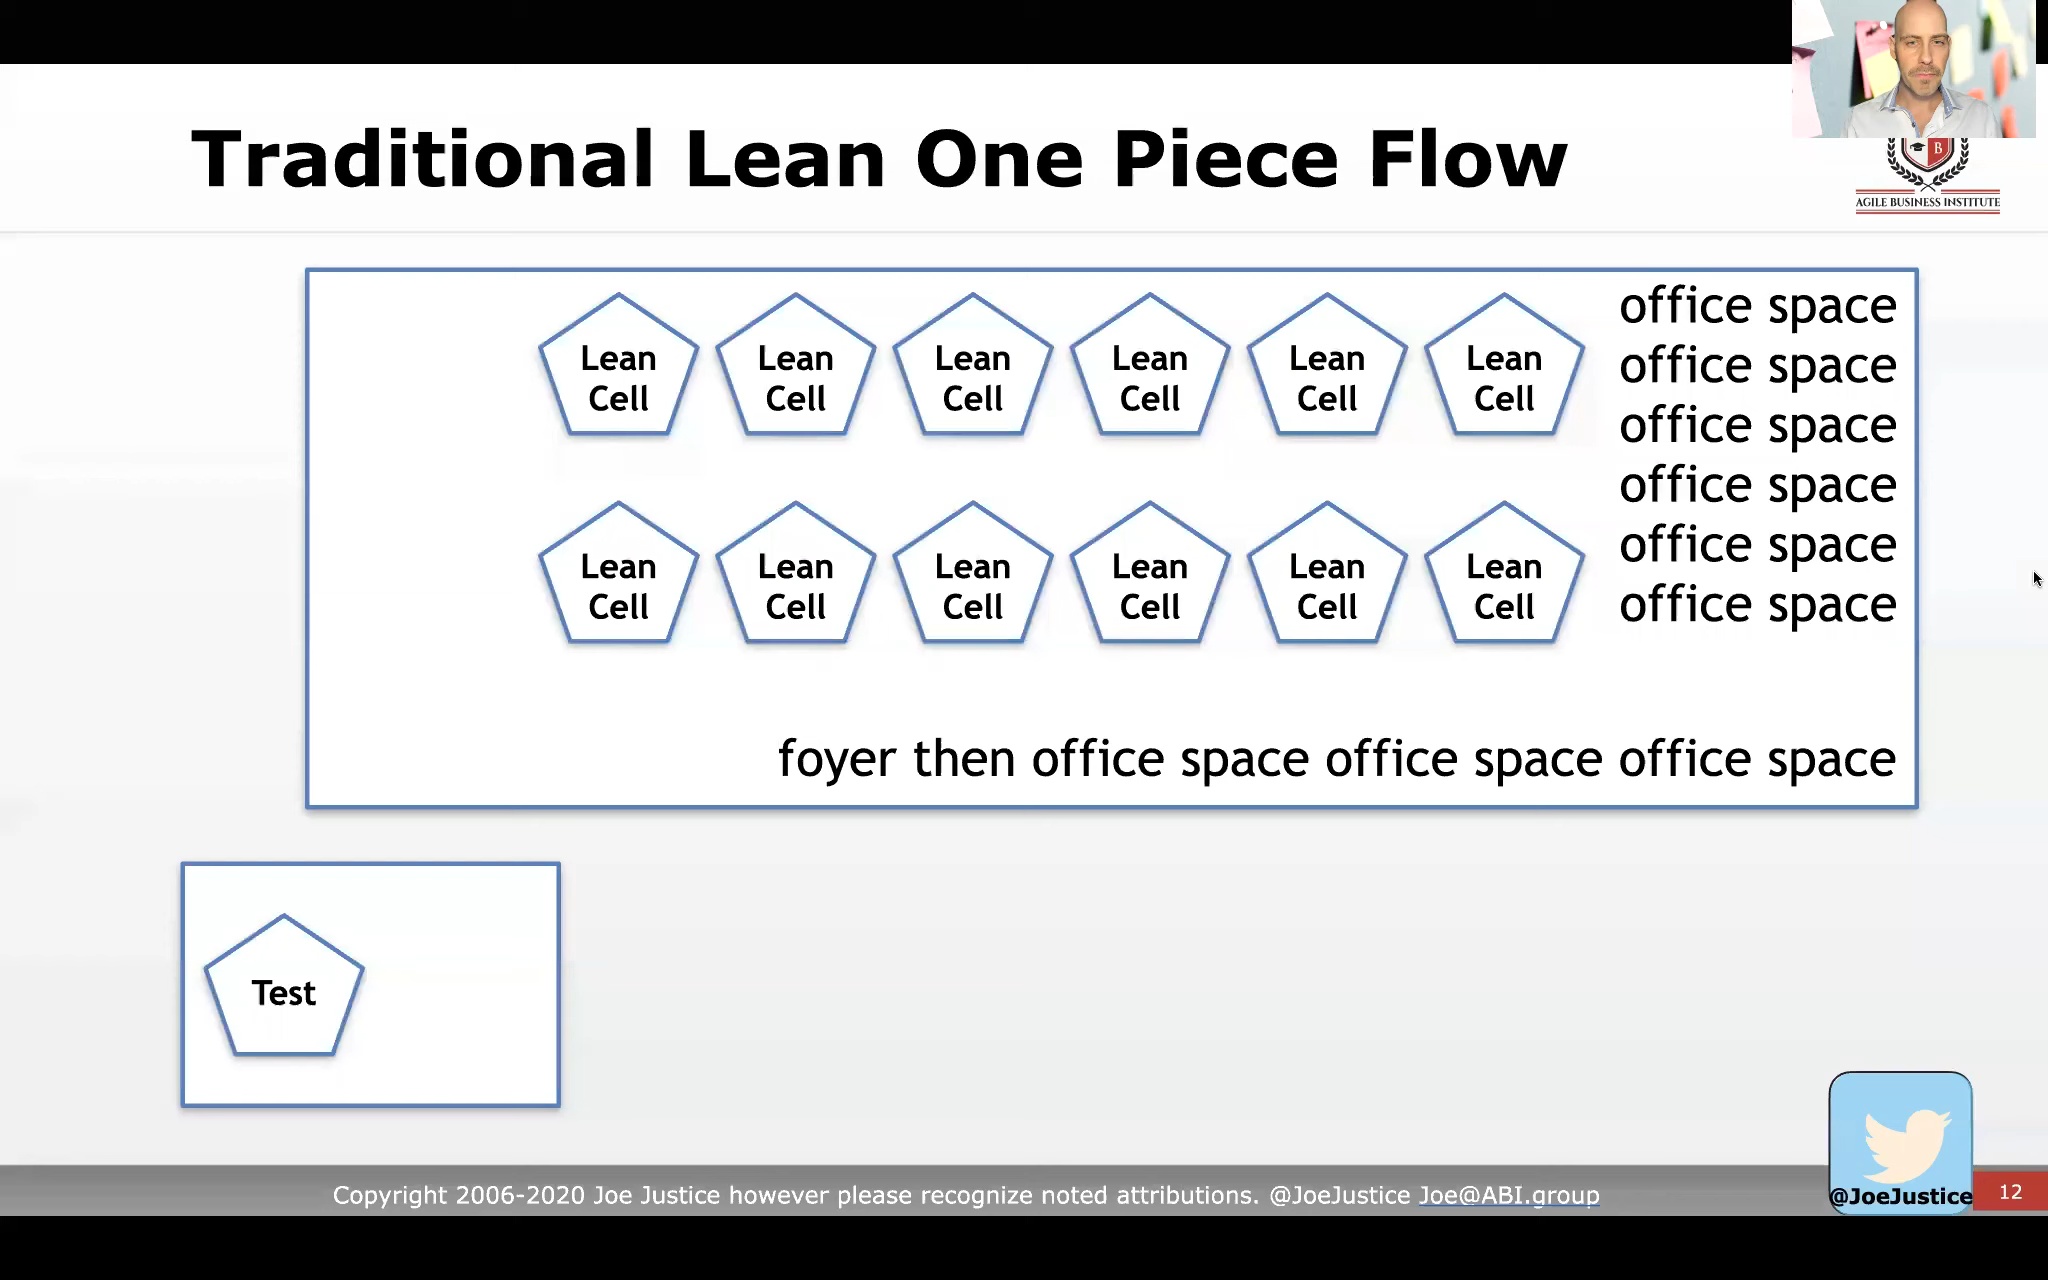 Traditional Lean One Piece Flow
B
AGILE BUSINESS INSTITUTE
Lean Cell
Lean Cell
Lean Cell
Lean Cell
Lean Cell
Lean Cell
office space
office space
office space
office space
office space
office space
Lean Cell
Lean Cell
Lean Cell
Lean Cell
Lean Cell
Lean Cell
foyer then office space office space office space
Test
Copyright 2006-2020 Joe Justice however please recognize noted attributions. @JoeJustice Joe@ABI.group
@JoeJustice
12